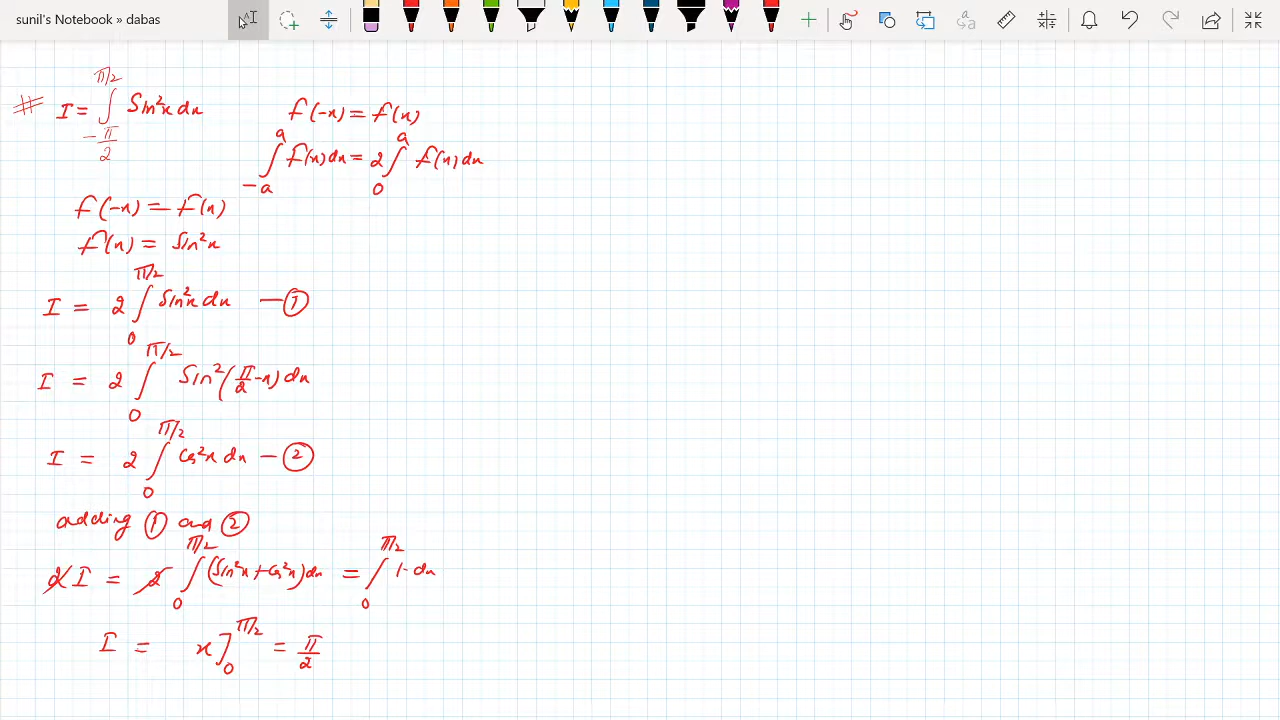 sunil's Notebook » dabas
# I = ∫_{-π/2}^{π/2} Sin²x dx
f(-x) = f(x)
∫_{-a}^{a} f(x) dx = 2 ∫_{0}^{a} f(x) dx
f(-x) = f(x)
f(x) = Sin²x
I = 2 ∫_{0}^{π/2} Sin²x dx — ①
I = 2 ∫_{0}^{π/2} Sin²(π/2 - x) dx
I = 2 ∫_{0}^{π/2} Cos²x dx — ②
adding ① and ②
2I = 2 ∫_{0}^{π/2} (Sin²x + Cos²x) dx = ∫_{0}^{π/2} 1·dx
I = x]_{0}^{π/2} = π/2